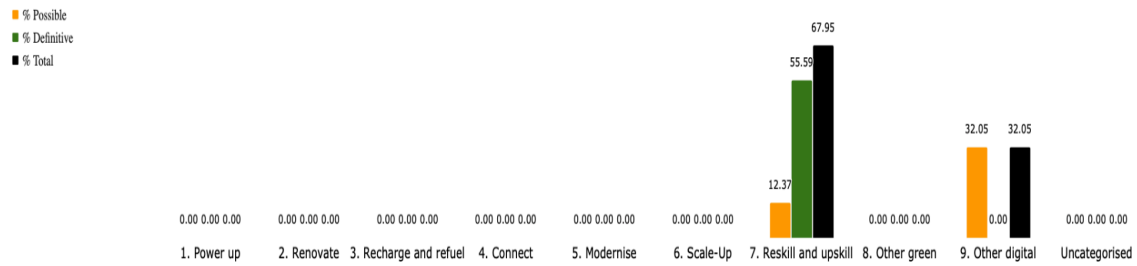 % Possible
% Definitive
% Total
67.95
55.59
32.05 32.05
12.37
0.00 0.00 0.00 0.00 0.00 0.00 0.00 0.00 0.00 0.00 0.00 0.00 0.00 0.00 0.00 0.00 0.00 0.00 0.00 0.00 0.00 0.00 0.00 0.00 0.00
1. Power up 2. Renovate 3. Recharge and refuel 4. Connect 5. Modernise 6. Scale-Up 7. Reskill and upskill 8. Other green 9. Other digital Uncategorised